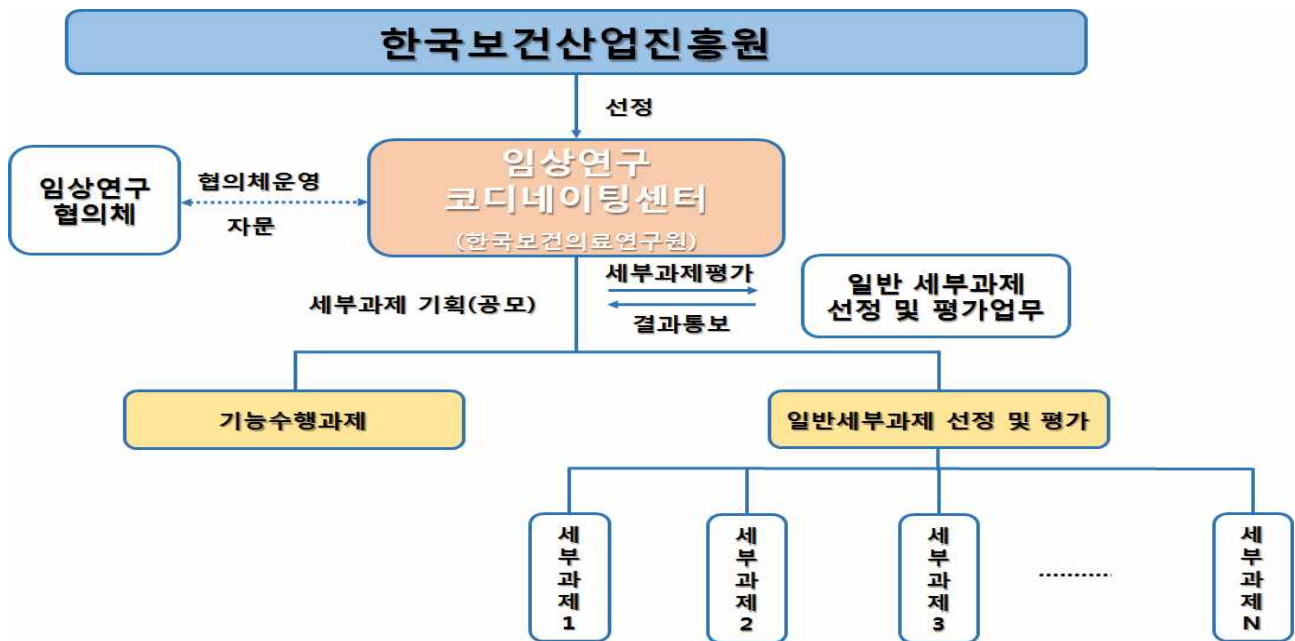 한국보건산업진흥원
선정
임상연구
협의체
협의체운영
자문
임상연구
코디네이팅센터
(한국보건의료연구원)
세부과제 기획(공모)
세부과제평가
결과통보
일반 세부과제
선정 및 평가업무
기능수행과제
일반세부과제 선정 및 평가
세부과제1
세부과제2
세부과제3
..............
세부과제N